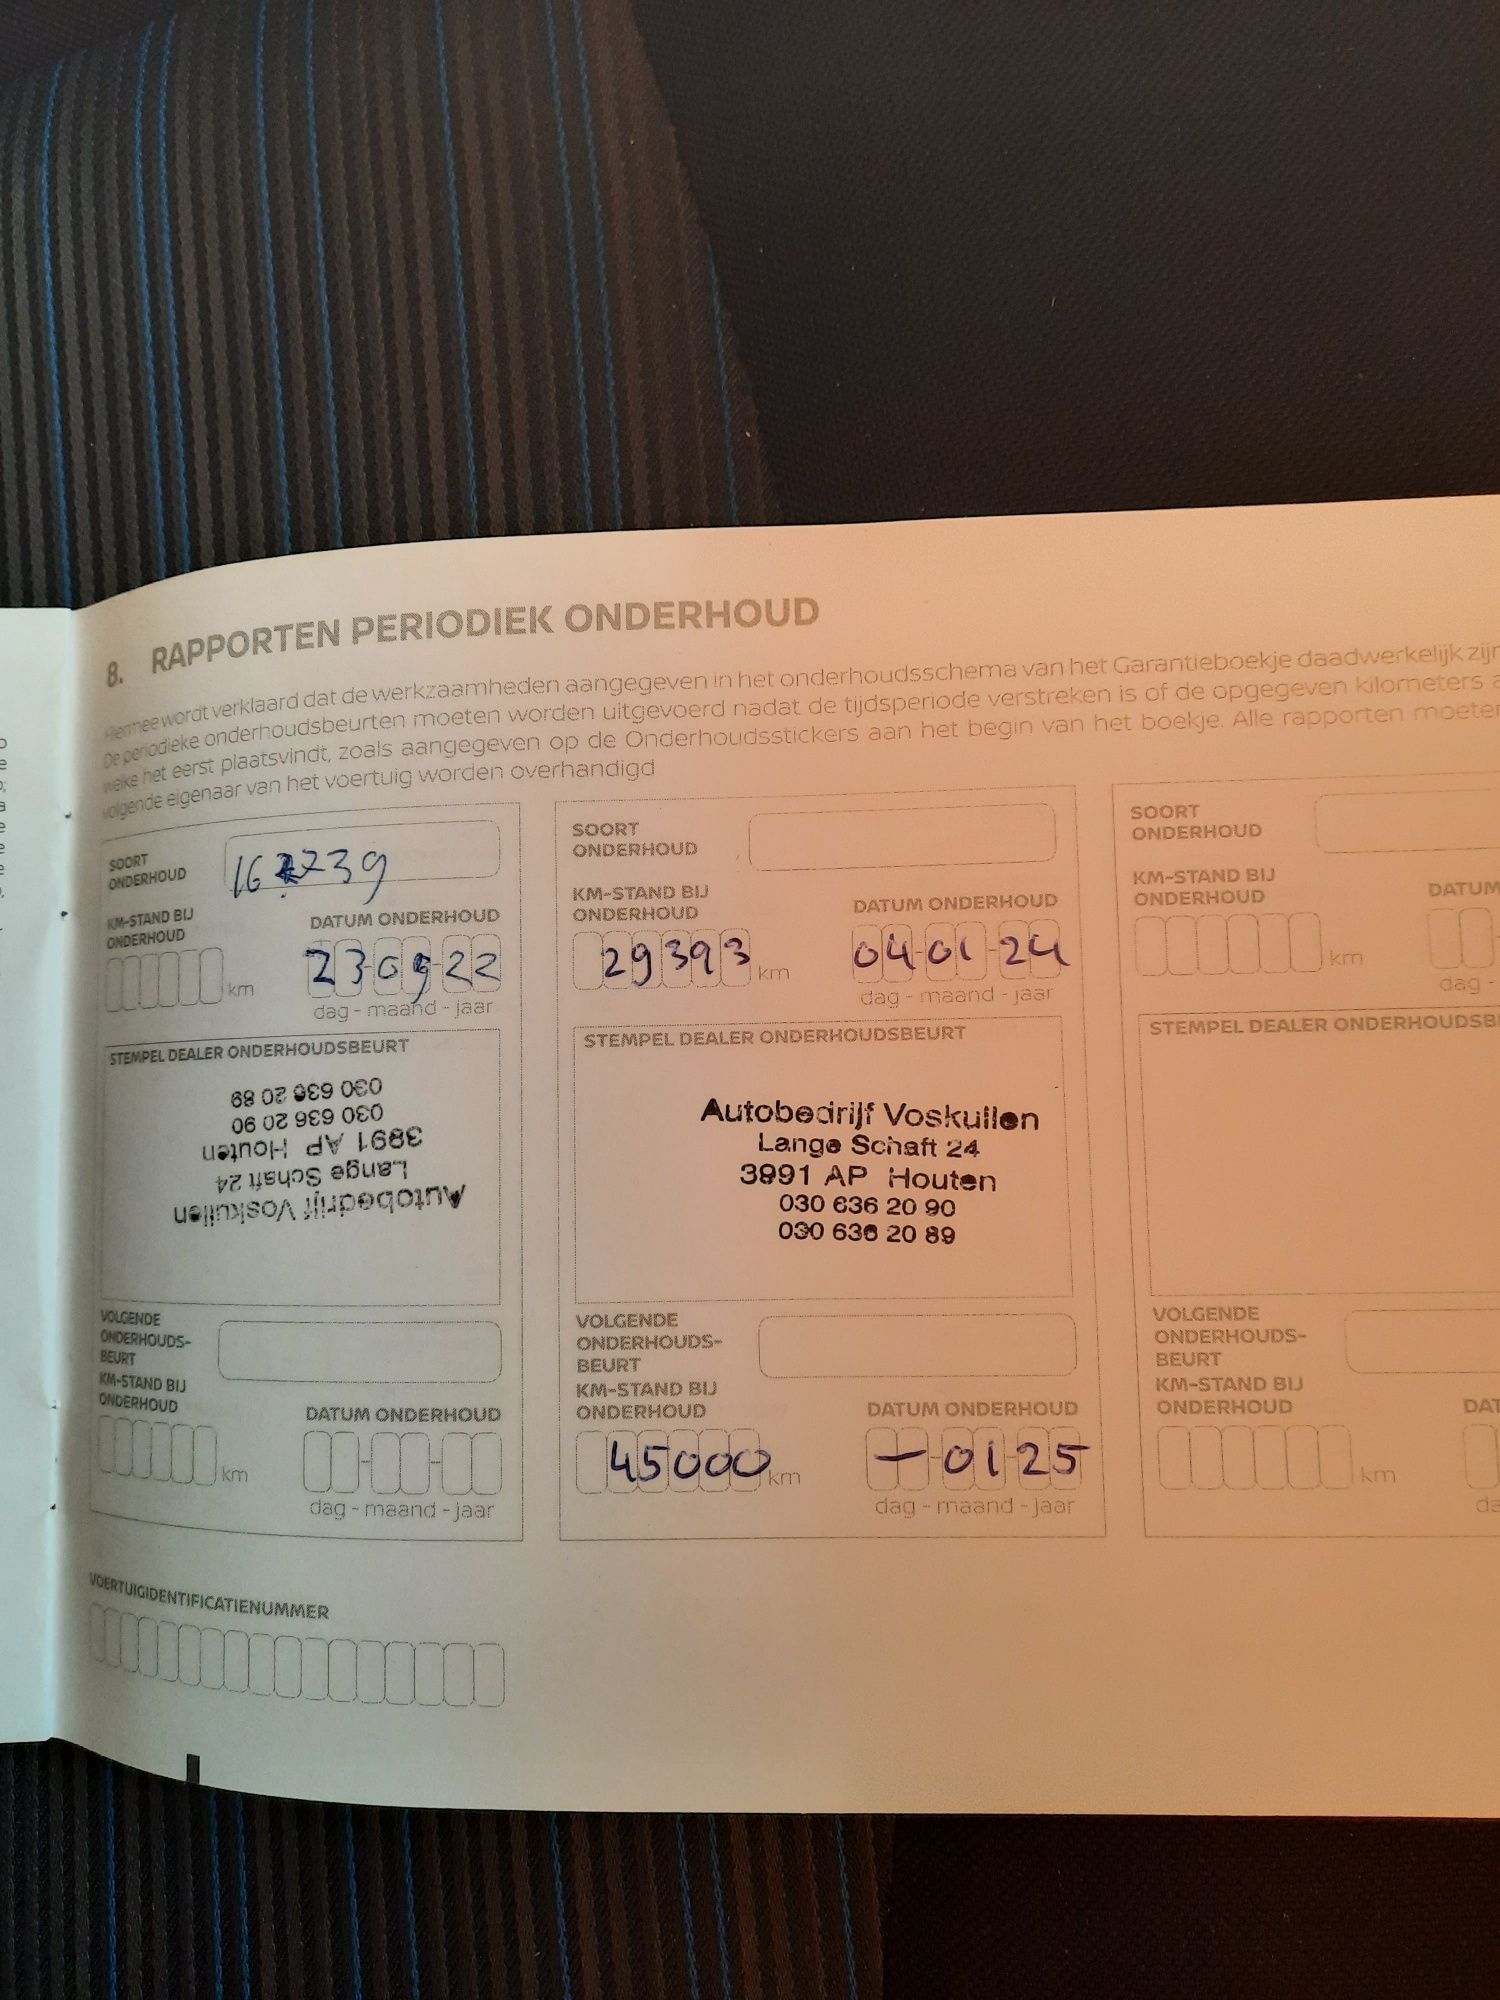 8. RAPPORTEN PERIODIEK ONDERHOUD
Hiermee wordt verklaard dat de werkzaamheden aangegeven in het onderhoudsschema van het Garantieboekje daadwerkelijk zijn
De periodieke onderhoudsbeurten moeten worden uitgevoerd nadat de tijdsperiode verstreken is of de opgegeven kilometers
welke het eerst plaatsvindt, zoals aangegeven op de Onderhoudsstickers aan het begin van het boekje. Alle rapporten moeten
volgende eigenaar van het voertuig worden overhandigd
SOORT
ONDERHOUD
KM-STAND BIJ
ONDERHOUD
km
DATUM ONDERHOUD
23-09-22
dag - maand - jaar
STEMPEL DEALER ONDERHOUDSBEURT
Autobedrijf Voskuilen
Lange Schaft 24
3991 AP Houten
030 636 20 90
030 636 20 89
VOLGENDE
ONDERHOUDS-
BEURT
KM-STAND BIJ
ONDERHOUD
km
DATUM ONDERHOUD
dag - maand - jaar
SOORT
ONDERHOUD
KM-STAND BIJ
ONDERHOUD
29393 km
DATUM ONDERHOUD
04-01-24
dag - maand - jaar
STEMPEL DEALER ONDERHOUDSBEURT
Autobedrijf Voskuilen
Lange Schaft 24
3991 AP Houten
030 636 20 90
030 636 20 89
VOLGENDE
ONDERHOUDS-
BEURT
KM-STAND BIJ
ONDERHOUD
45000 km
DATUM ONDERHOUD
—-01-25
dag - maand - jaar
SOORT
ONDERHOUD
KM-STAND BIJ
ONDERHOUD
km
DATUM
dag -
STEMPEL DEALER ONDERHOUDSB
VOLGENDE
ONDERHOUDS-
BEURT
KM-STAND BIJ
ONDERHOUD
km
DAT
VOERTUIGIDENTIFICATIENUMMER